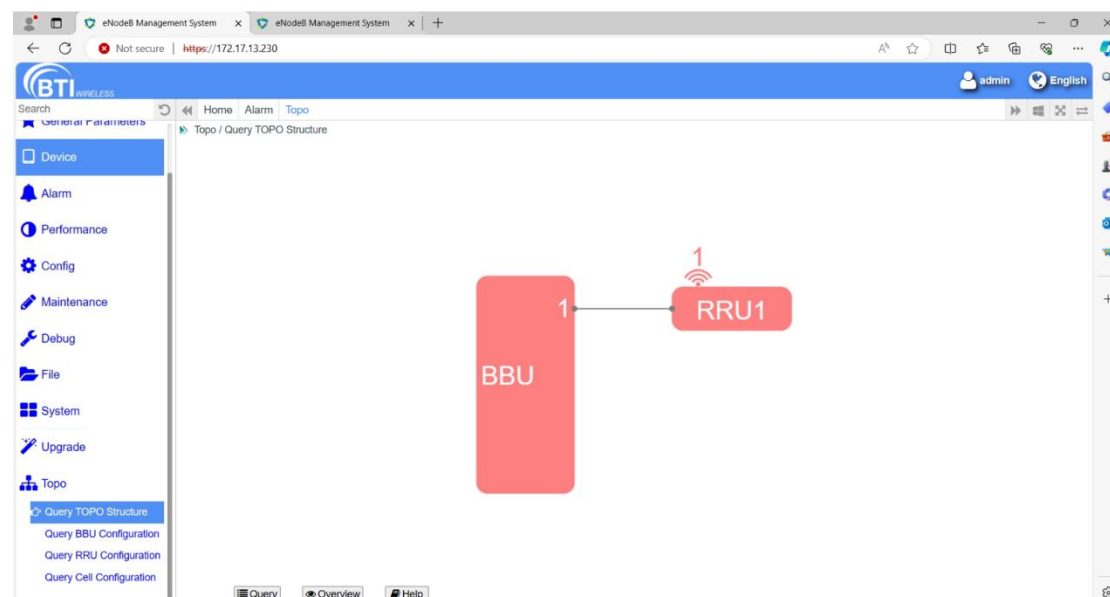 eNodeB Management System
eNodeB Management System
Not secure | https://172.17.13.230
BTI WIRELESS
admin
English
Search
Home Alarm Topo
General Parameters
Topo / Query TOPO Structure
Device
Alarm
Performance
Config
Maintenance
Debug
File
System
Upgrade
Topo
Query TOPO Structure
Query BBU Configuration
Query RRU Configuration
Query Cell Configuration
1
1
RRU1
BBU
Query Overview Help